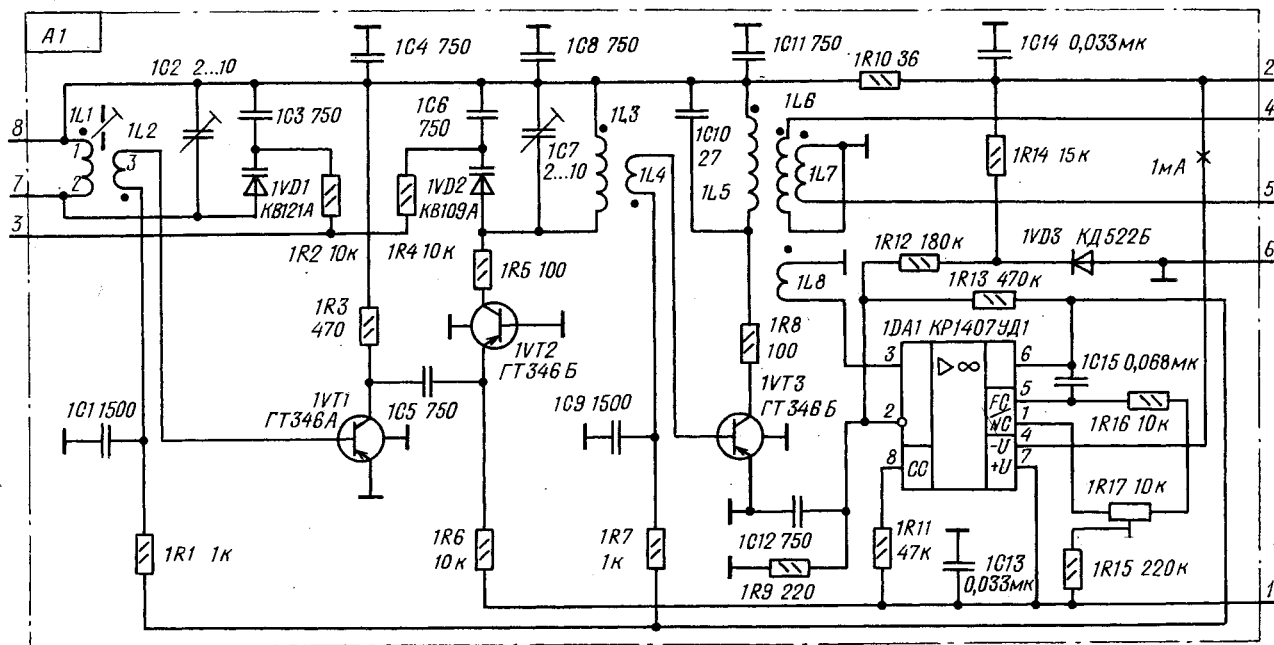 A1
1C4 750
1C8 750
1C11 750
1C14 0,033мк
1C2 2...10
1R10 36
2
1L1
1L2
1C3 750
1C6
750
1L3
1C10
27
1L6
4
8
1
3
1C7
2...10
1L4
1L5
1L7
1R14 15к
1мА
7
2
1VD1
КВ121А
1VD2
КВ109А
5
3
1R2 10к
1R4 10к
1R5 100
1L8
1R12 180к
1VD3 КД522Б
6
1R13 470к
1R3
470
1VT2
ГТ346Б
1R8
100
1DA1 КР1407УД1
3
▷∞
6
1C15 0,068мк
1VT1
ГТ346А
1C5 750
1VT3
ГТ346Б
1C1 1500
1C9 1500
2
FC
NC
5
1
1R16 10к
8
CC
-U
+U
4
7
1R17 10к
1R1 1к
1R6
10к
1R7
1к
1C12 750
1R9 220
1R11
47к
1C13
0,033мк
1R15 220к
1